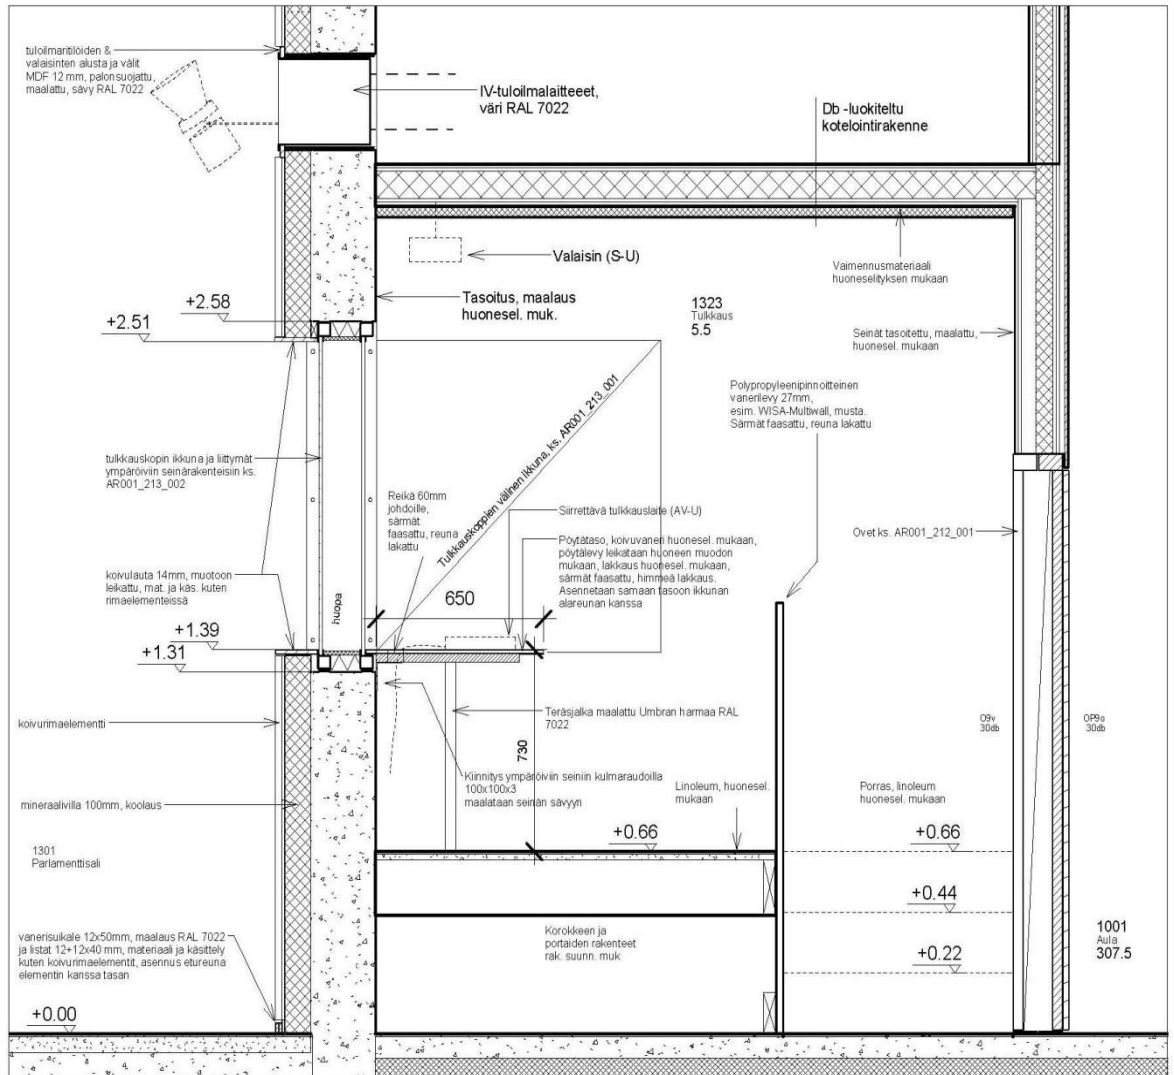 tuloilmaritilöiden &
valaisinten alusta ja välit
MDF 12 mm, palonsuojattu,
maalattu, sävy RAL 7022
IV-tuloilmalaitteeet,
väri RAL 7022
Db -luokiteltu
kotelointirakenne
Valaisin (S-U)
Vaimennusmateriaali
huoneselityksen mukaan
+2.58
+2.51
Tasoitus, maalaus
huonesel. muk.
1323
Tulkkaus
5.5
Seinät tasoitettu, maalattu,
huonesel. mukaan
Polypropyleenipinnoitteinen
vanerilevy 27mm,
esim. WISA-Multiwall, musta.
Särmät faasattu, reuna lakattu
Tulkkauskoppien välinen ikkuna, ks. AR001_213_001
tulkkauskopin ikkuna ja liittymät
ympäröiviin seinärakenteisiin ks.
AR001_213_002
Reikä 60mm
johdoille,
särmät
faasattu, reuna
lakattu
Siirrettävä tulkkauslaite (AV-U)
Ovet ks. AR001_212_001
Pöytätaso, koivuvaneri huonesel. mukaan,
pöytälevy leikataan huoneen muodon
mukaan, lakkaus huonesel. mukaan,
särmät faasattu, himmeä lakkaus.
Asennetaan samaan tasoon ikkunan
alareunan kanssa
koivulauta 14mm, muotoon
leikattu, mat. ja käs. kuten
rimaelementeissä
huopa
650
+1.39
+1.31
koivurimaelementti
Teräsjalka maalattu Umbran harmaa RAL
7022
O9v
30db
OP9o
30db
730
Kiinnitys ympäröiviin seiniin kulmaraudoilla
100x100x3
maalataan seinän sävyyn
Linoleum, huonesel.
mukaan
Porras, linoleum
huonesel. mukaan
mineraalivilla 100mm, koolaus
+0.66
+0.66
1301
Parlamenttisali
+0.44
vanerisuikale 12x50mm, maalaus RAL 7022
ja listat 12+12x40 mm, materiaali ja käsittely
kuten koivurimaelementit, asennus etureuna
elementin kanssa tasan
Korokkeen ja
portaiden rakenteet
rak. suunn. muk
+0.22
1001
Aula
307.5
+0.00